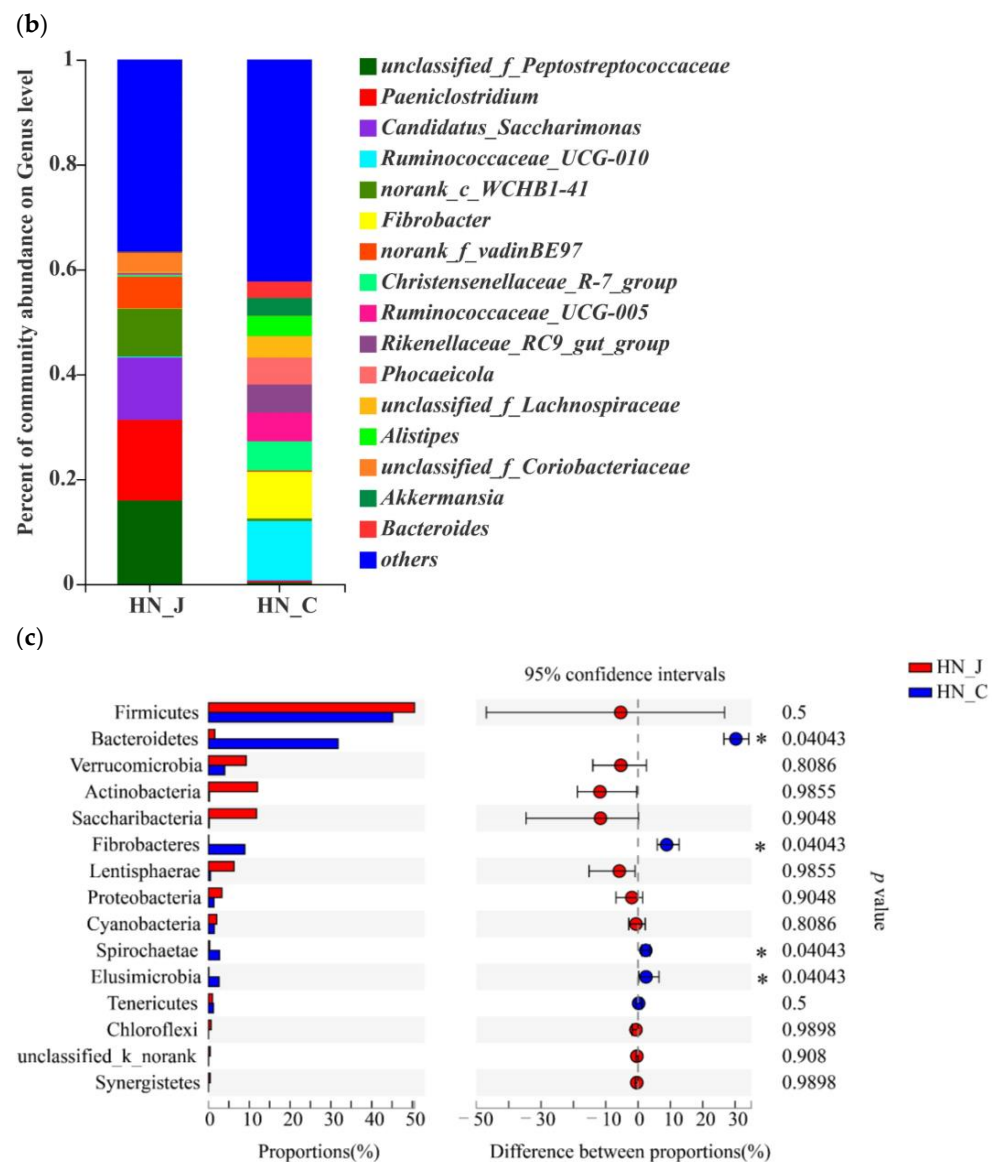 (b)
Percent of community abundance on Genus level
1
0.8
0.6
0.4
0.2
0
HN_J HN_C
unclassified_f_Peptostreptococcaceae
Paeniclostridium
Candidatus_Saccharimonas
Ruminococcaceae_UCG-010
norank_c_WCHB1-41
Fibrobacter
norank_f_vadinBE97
Christensenellaceae_R-7_group
Ruminococcaceae_UCG-005
Rikenellaceae_RC9_gut_group
Phocaeicola
unclassified_f_Lachnospiraceae
Alistipes
unclassified_f_Coriobacteriaceae
Akkermansia
Bacteroides
others
(c)
95% confidence intervals
HN_J
HN_C
Firmicutes 0.5
Bacteroidetes * 0.04043
Verrucomicrobia 0.8086
Actinobacteria 0.9855
Saccharibacteria 0.9048
Fibrobacteres * 0.04043
Lentisphaerae 0.9855
Proteobacteria 0.9048
Cyanobacteria 0.8086
Spirochaetae * 0.04043
Elusimicrobia * 0.04043
Tenericutes 0.5
Chloroflexi 0.9898
unclassified_k_norank 0.908
Synergistetes 0.9898
p value
0 10 20 30 40 50 −50 −30 −10 0 10 30
Proportions(%) Difference between proportions(%)